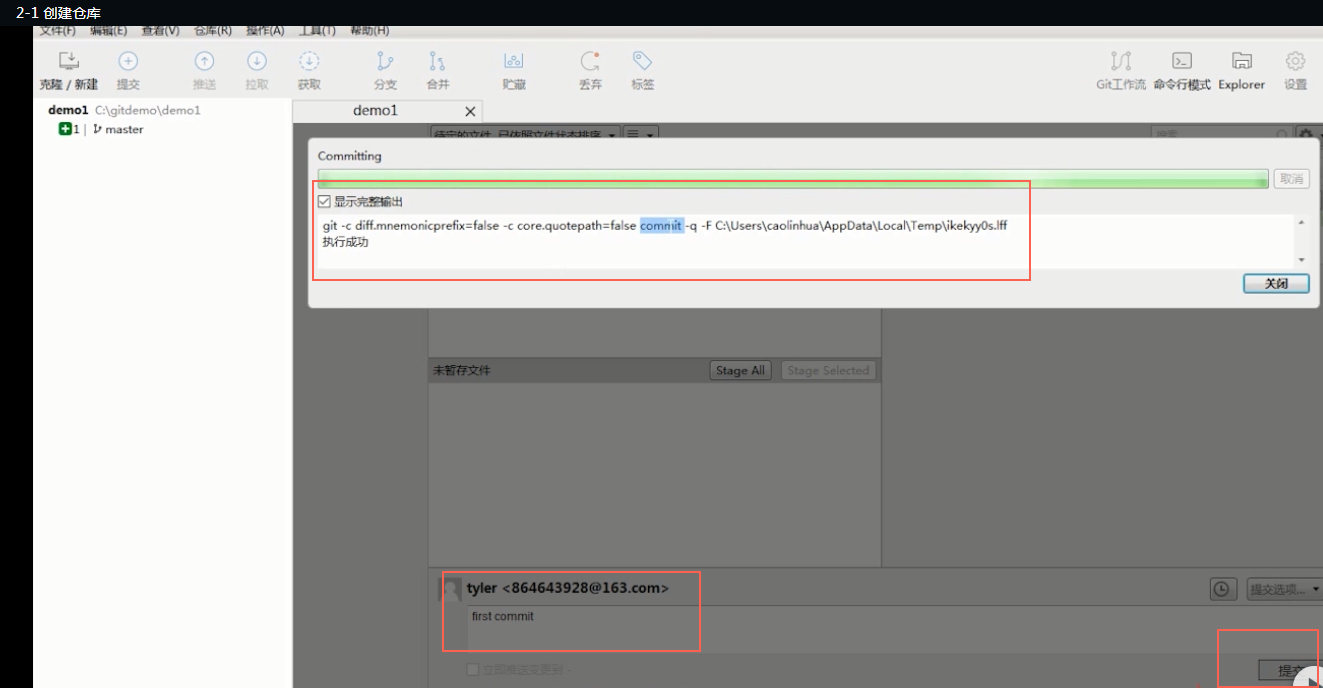 2-1 创建仓库
文件(F) 编辑(E) 查看(V) 仓库(R) 操作(A) 工具(T) 帮助(H)
克隆 / 新建 提交 推送 拉取 获取 分支 合并 贮藏 丢弃 标签 Git工作流 命令行模式 Explorer 设置
demo1 C:\gitdemo\demo1
demo1
1 master
待定的文件, 已依照文件状态排序 搜索
Committing
取消
显示完整输出
git -c diff.mnemonicprefix=false -c core.quotepath=false commit -q -F C:\Users\caolinhua\AppData\Local\Temp\ikekyy0s.lff
执行成功
关闭
未暂存文件 Stage All Stage Selected
tyler <864643928@163.com> 提交选项...
first commit
立即推送变更到 -
提交